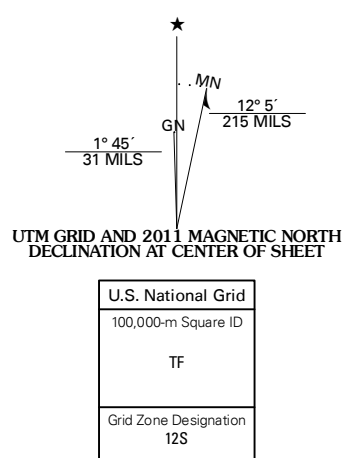 MN
12° 5´
215 MILS
GN
1° 45´
31 MILS
UTM GRID AND 2011 MAGNETIC NORTH
DECLINATION AT CENTER OF SHEET
U.S. National Grid
100,000-m Square ID
TF
Grid Zone Designation
12S